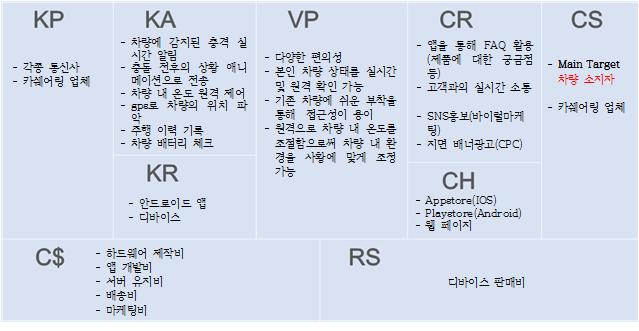 KP
- 각종 통신사
- 카쉐어링 업체
KA
- 차량에 감지된 충격 실
시간 알림
- 충돌 전후의 상황 애니
메이션으로 전송
- 차량 내 온도 원격 제어
- gps로 차량의 위치 파
악
- 주행 이력 기록
- 차량 배터리 체크
KR
- 안드로이드 앱
- 디바이스
VP
- 다양한 편의성
- 본인 차량 상태를 실시간
및 원격 확인 가능
- 기존 차량에 쉬운 부착을
통해 접근성이 용이
- 원격으로 차량 내 온도를
조절함으로써 차량 내 환
경을 사황에 맞게 조정
가능
CR
- 앱을 통해 FAQ 활용
(제품에 대한 궁금점
등)
- 고객과의 실시간 소통
- SNS홍보(바이럴마케
팅)
- 지면 배너광고(CPC)
CH
- Appstore(IOS)
- Playstore(Android)
- 웹 페이지
CS
- Main Target
차량 소지자
- 카쉐어링 업체
C$
- 하드웨어 제작비
- 앱 개발비
- 서버 유지비
- 배송비
- 마케팅비
RS
디바이스 판매비